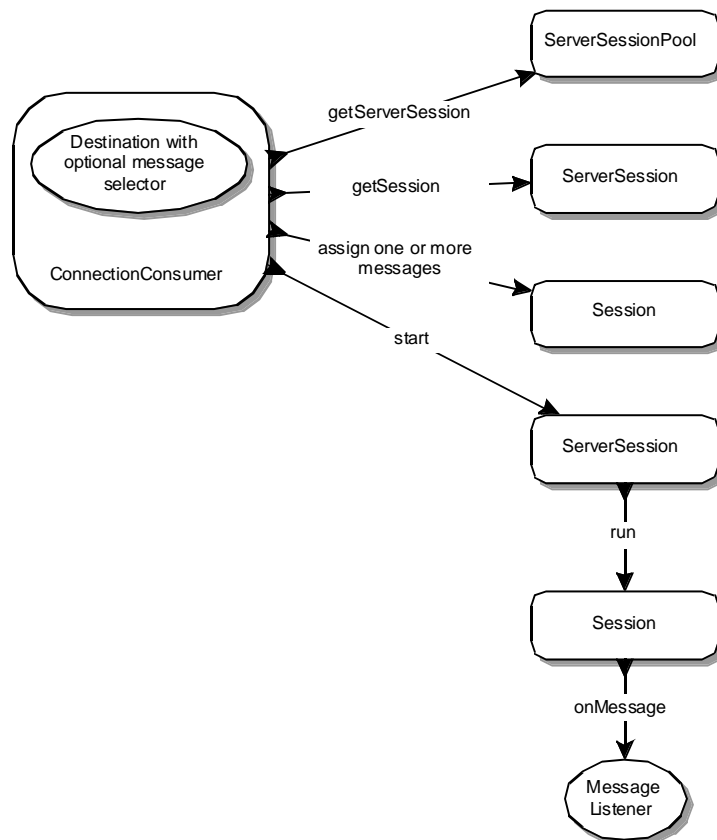 ServerSessionPool
getServerSession
Destination with
optional message
selector
ServerSession
getSession
assign one or more
messages
ConnectionConsumer
Session
start
ServerSession
run
Session
onMessage
Message
Listener